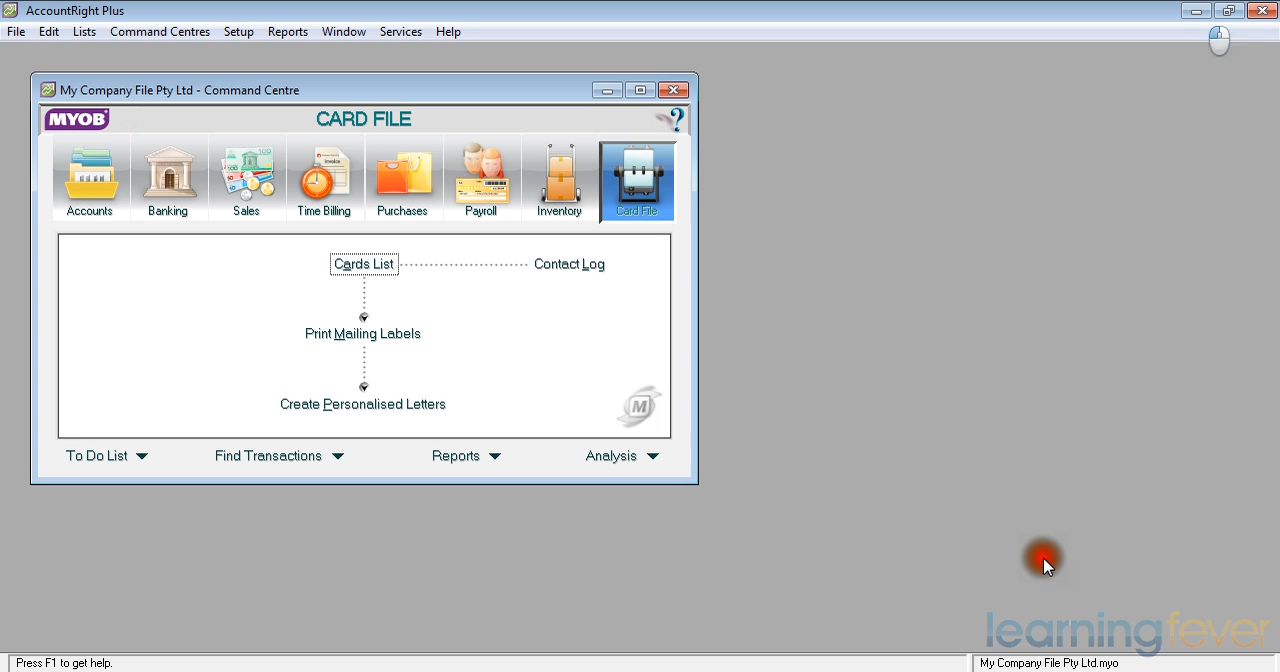 AccountRight Plus
File Edit Lists Command Centres Setup Reports Window Services Help
My Company File Pty Ltd - Command Centre
MYOB CARD FILE ?
Accounts Banking Sales Time Billing Purchases Payroll Inventory Card File
Cards List Contact Log
Print Mailing Labels
Create Personalised Letters
M
To Do List Find Transactions Reports Analysis
learningfever
Press F1 to get help. My Company File Pty Ltd.myo